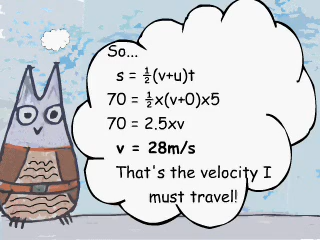 So...
s = ½(v+u)t
70 = ½x(v+0)x5
70 = 2.5xv
v = 28m/s
That's the velocity I
must travel!